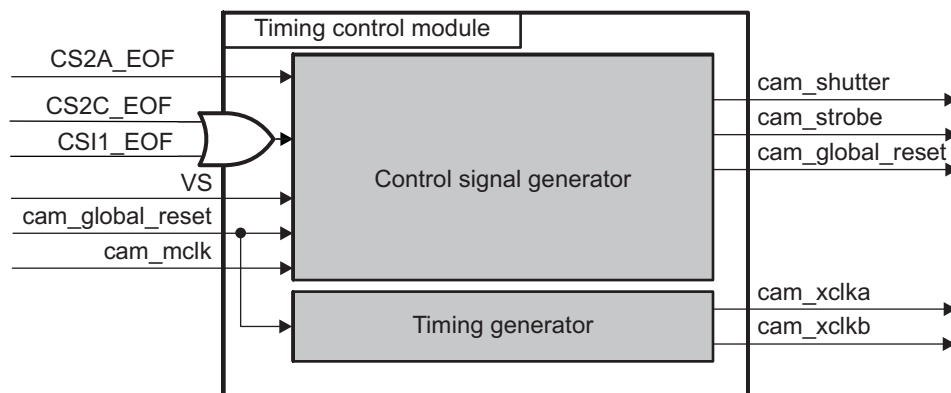 Timing control module
CS2A_EOF
CS2C_EOF
CSI1_EOF
VS
cam_global_reset
cam_mclk
Control signal generator
cam_shutter
cam_strobe
cam_global_reset
Timing generator
cam_xclka
cam_xclkb